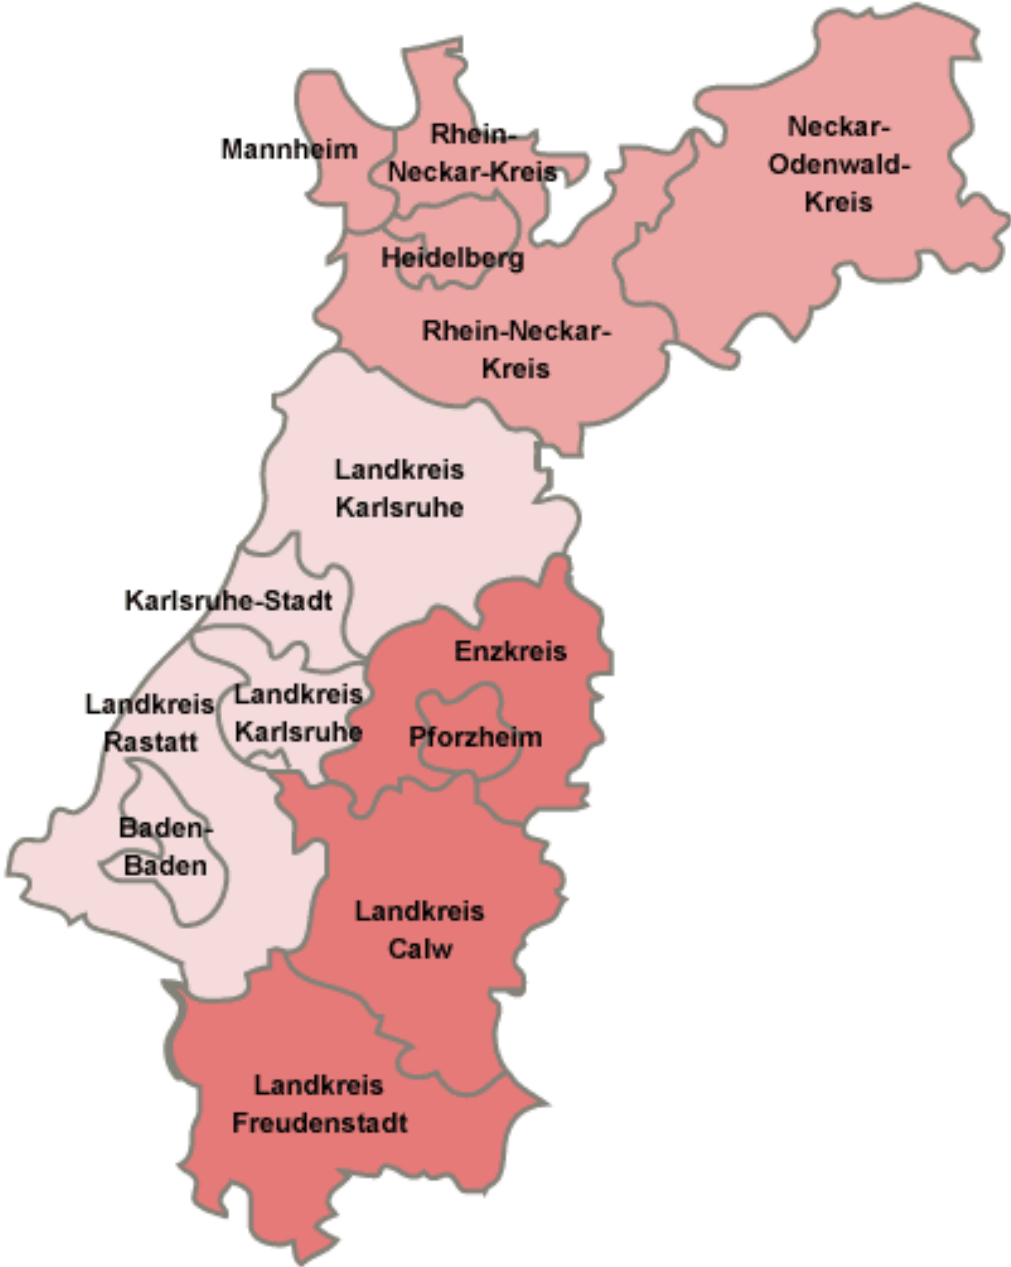 Mannheim
Rhein-
Neckar-Kreis
Neckar-
Odenwald-
Kreis
Heidelberg
Rhein-Neckar-
Kreis
Landkreis
Karlsruhe
Karlsruhe-Stadt
Enzkreis
Landkreis
Rastatt
Landkreis
Karlsruhe
Pforzheim
Baden-
Baden
Landkreis
Calw
Landkreis
Freudenstadt